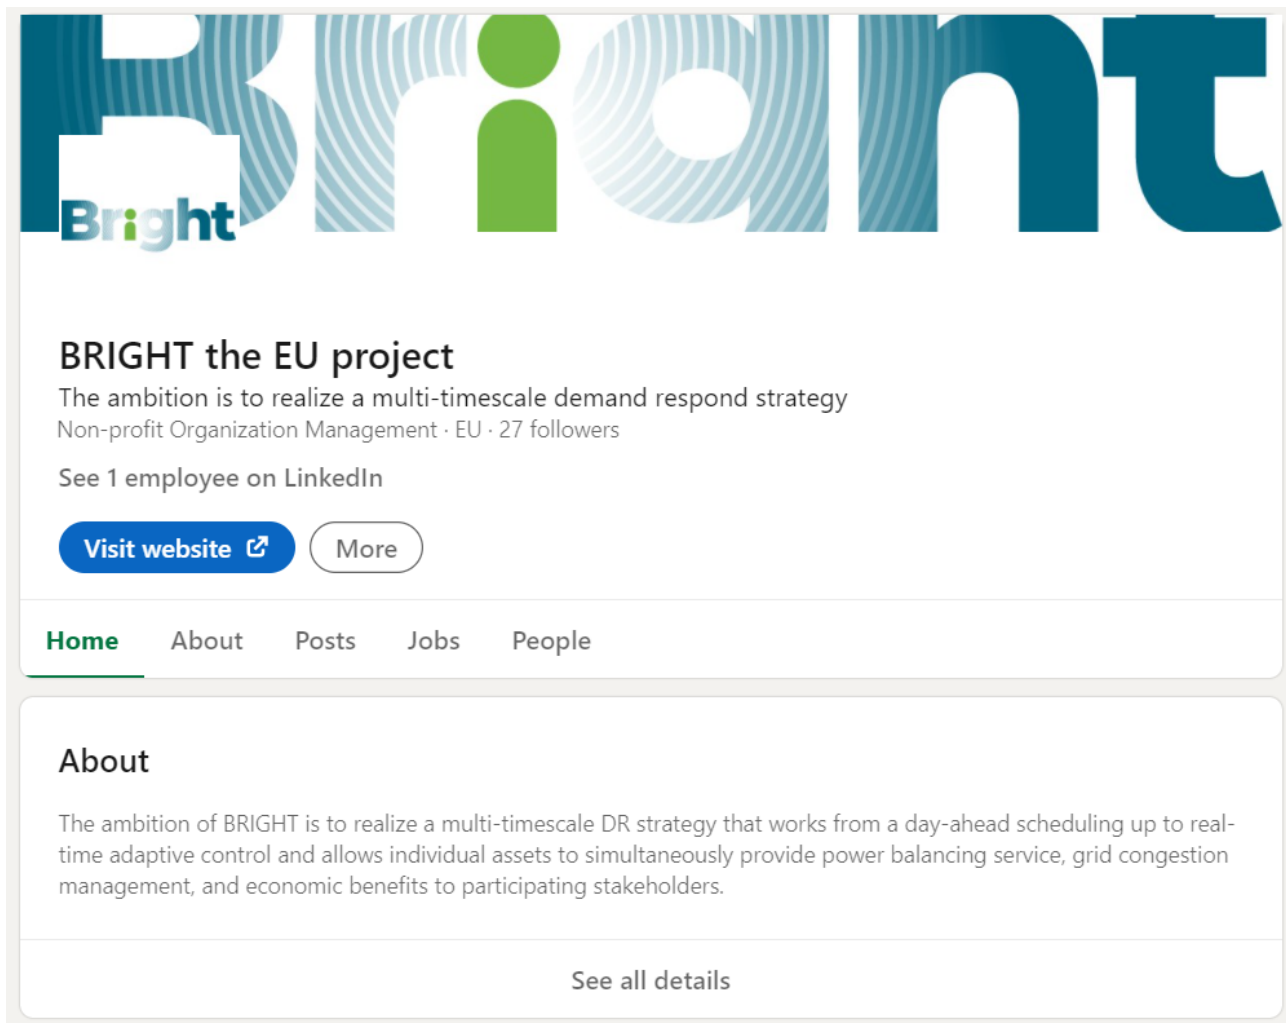 Bright
Bright
BRIGHT the EU project
The ambition is to realize a multi-timescale demand respond strategy
Non-profit Organization Management · EU · 27 followers
See 1 employee on LinkedIn
Visit website
More
Home About Posts Jobs People
About
The ambition of BRIGHT is to realize a multi-timescale DR strategy that works from a day-ahead scheduling up to real-
time adaptive control and allows individual assets to simultaneously provide power balancing service, grid congestion
management, and economic benefits to participating stakeholders.
See all details